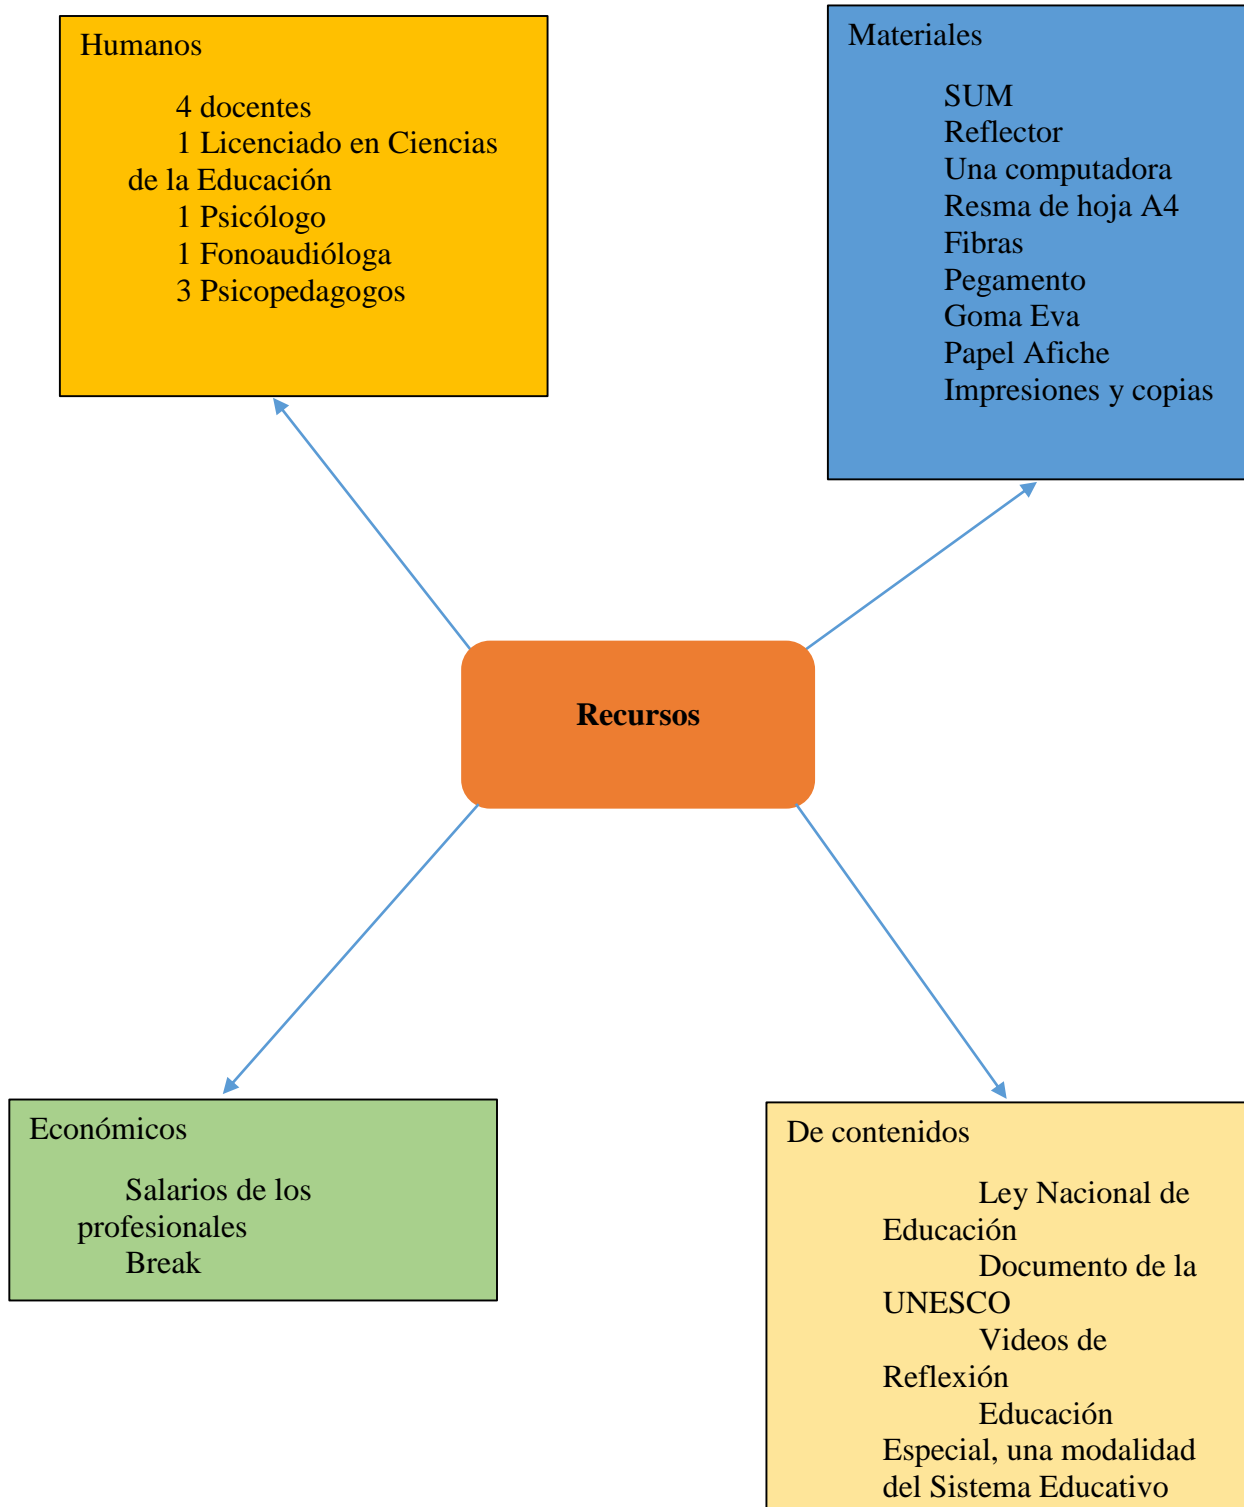 Humanos
4 docentes
1 Licenciado en Ciencias
de la Educación
1 Psicólogo
1 Fonoaudióloga
3 Psicopedagogos
Materiales
SUM
Reflector
Una computadora
Resma de hoja A4
Fibras
Pegamento
Goma Eva
Papel Afiche
Impresiones y copias
Recursos
Económicos
Salarios de los
profesionales
Break
De contenidos
Ley Nacional de
Educación
Documento de la
UNESCO
Videos de
Reflexión
Educación
Especial, una modalidad
del Sistema Educativo